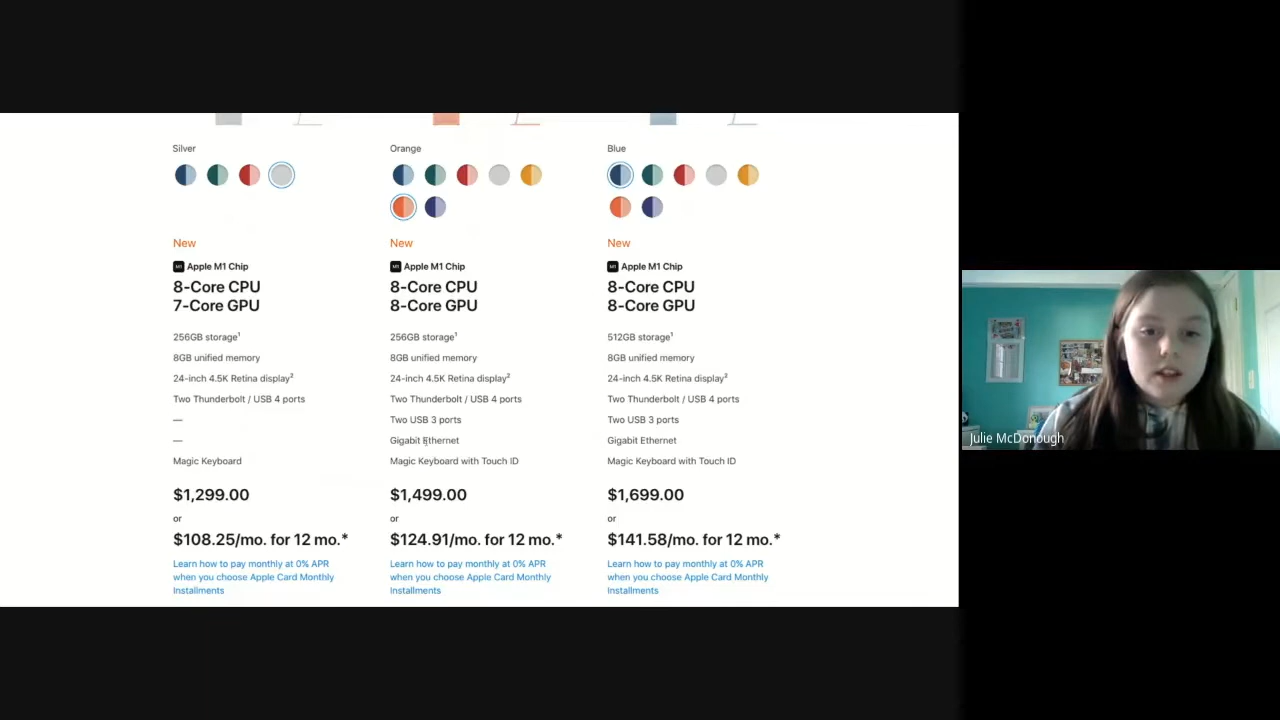 Silver
Orange
Blue
New
Apple M1 Chip
8-Core CPU
7-Core GPU
256GB storage¹
8GB unified memory
24-inch 4.5K Retina display²
Two Thunderbolt / USB 4 ports
—
—
Magic Keyboard
$1,299.00
or
$108.25/mo. for 12 mo.*
Learn how to pay monthly at 0% APR
when you choose Apple Card Monthly
Installments
New
Apple M1 Chip
8-Core CPU
8-Core GPU
256GB storage¹
8GB unified memory
24-inch 4.5K Retina display²
Two Thunderbolt / USB 4 ports
Two USB 3 ports
Gigabit Ethernet
Magic Keyboard with Touch ID
$1,499.00
or
$124.91/mo. for 12 mo.*
Learn how to pay monthly at 0% APR
when you choose Apple Card Monthly
Installments
New
Apple M1 Chip
8-Core CPU
8-Core GPU
512GB storage¹
8GB unified memory
24-inch 4.5K Retina display²
Two Thunderbolt / USB 4 ports
Two USB 3 ports
Gigabit Ethernet
Magic Keyboard with Touch ID
$1,699.00
or
$141.58/mo. for 12 mo.*
Learn how to pay monthly at 0% APR
when you choose Apple Card Monthly
Installments
Julie McDonough